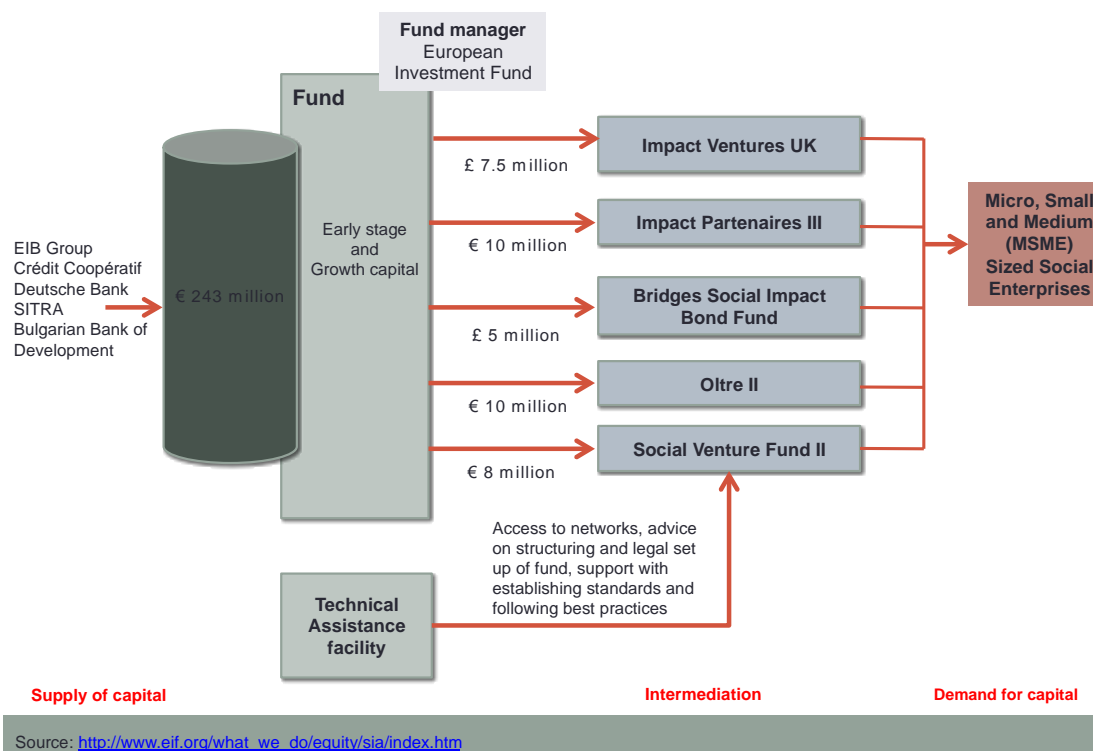 Fund manager
European
Investment Fund
Fund
Impact Ventures UK
£ 7.5 million
Early stage
and
Growth capital
Impact Partenaires III
€ 10 million
Micro, Small
and Medium
(MSME)
Sized Social
Enterprises
EIB Group
Crédit Coopératif
Deutsche Bank
SITRA
Bulgarian Bank of
Development
€ 243 million
Bridges Social Impact
Bond Fund
£ 5 million
Oltre II
€ 10 million
Social Venture Fund II
€ 8 million
Access to networks, advice
on structuring and legal set
up of fund, support with
establishing standards and
following best practices
Technical
Assistance
facility
Supply of capital
Intermediation
Demand for capital
Source: http://www.eif.org/what_we_do/equity/sia/index.htm